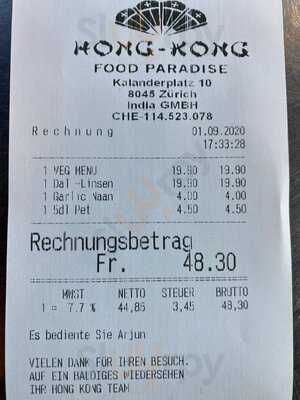 HONG-KONG
FOOD PARADISE
Kalanderplatz 10
8045 Zürich
India GMBH
CHE-114.523.078
Rechnung 01.09.2020
17:33:28
1 VEG MENU 19.90 19.90
1 Dal -Linsen 19.90 19.90
1 Garlic Naan 4.00 4.00
1 5dl Pet 4.50 4.50
Rechnungsbetrag
Fr. 48.30
MWST NETTO STEUER BRUTTO
1 = 7.7 % 44,85 3,45 48,30
Es bediente Sie Arjun
VIELEN DANK FÜR IHREN BESUCH.
AUF EIN BALDIGES WIEDERSEHEN
IHR HONG KONG TEAM